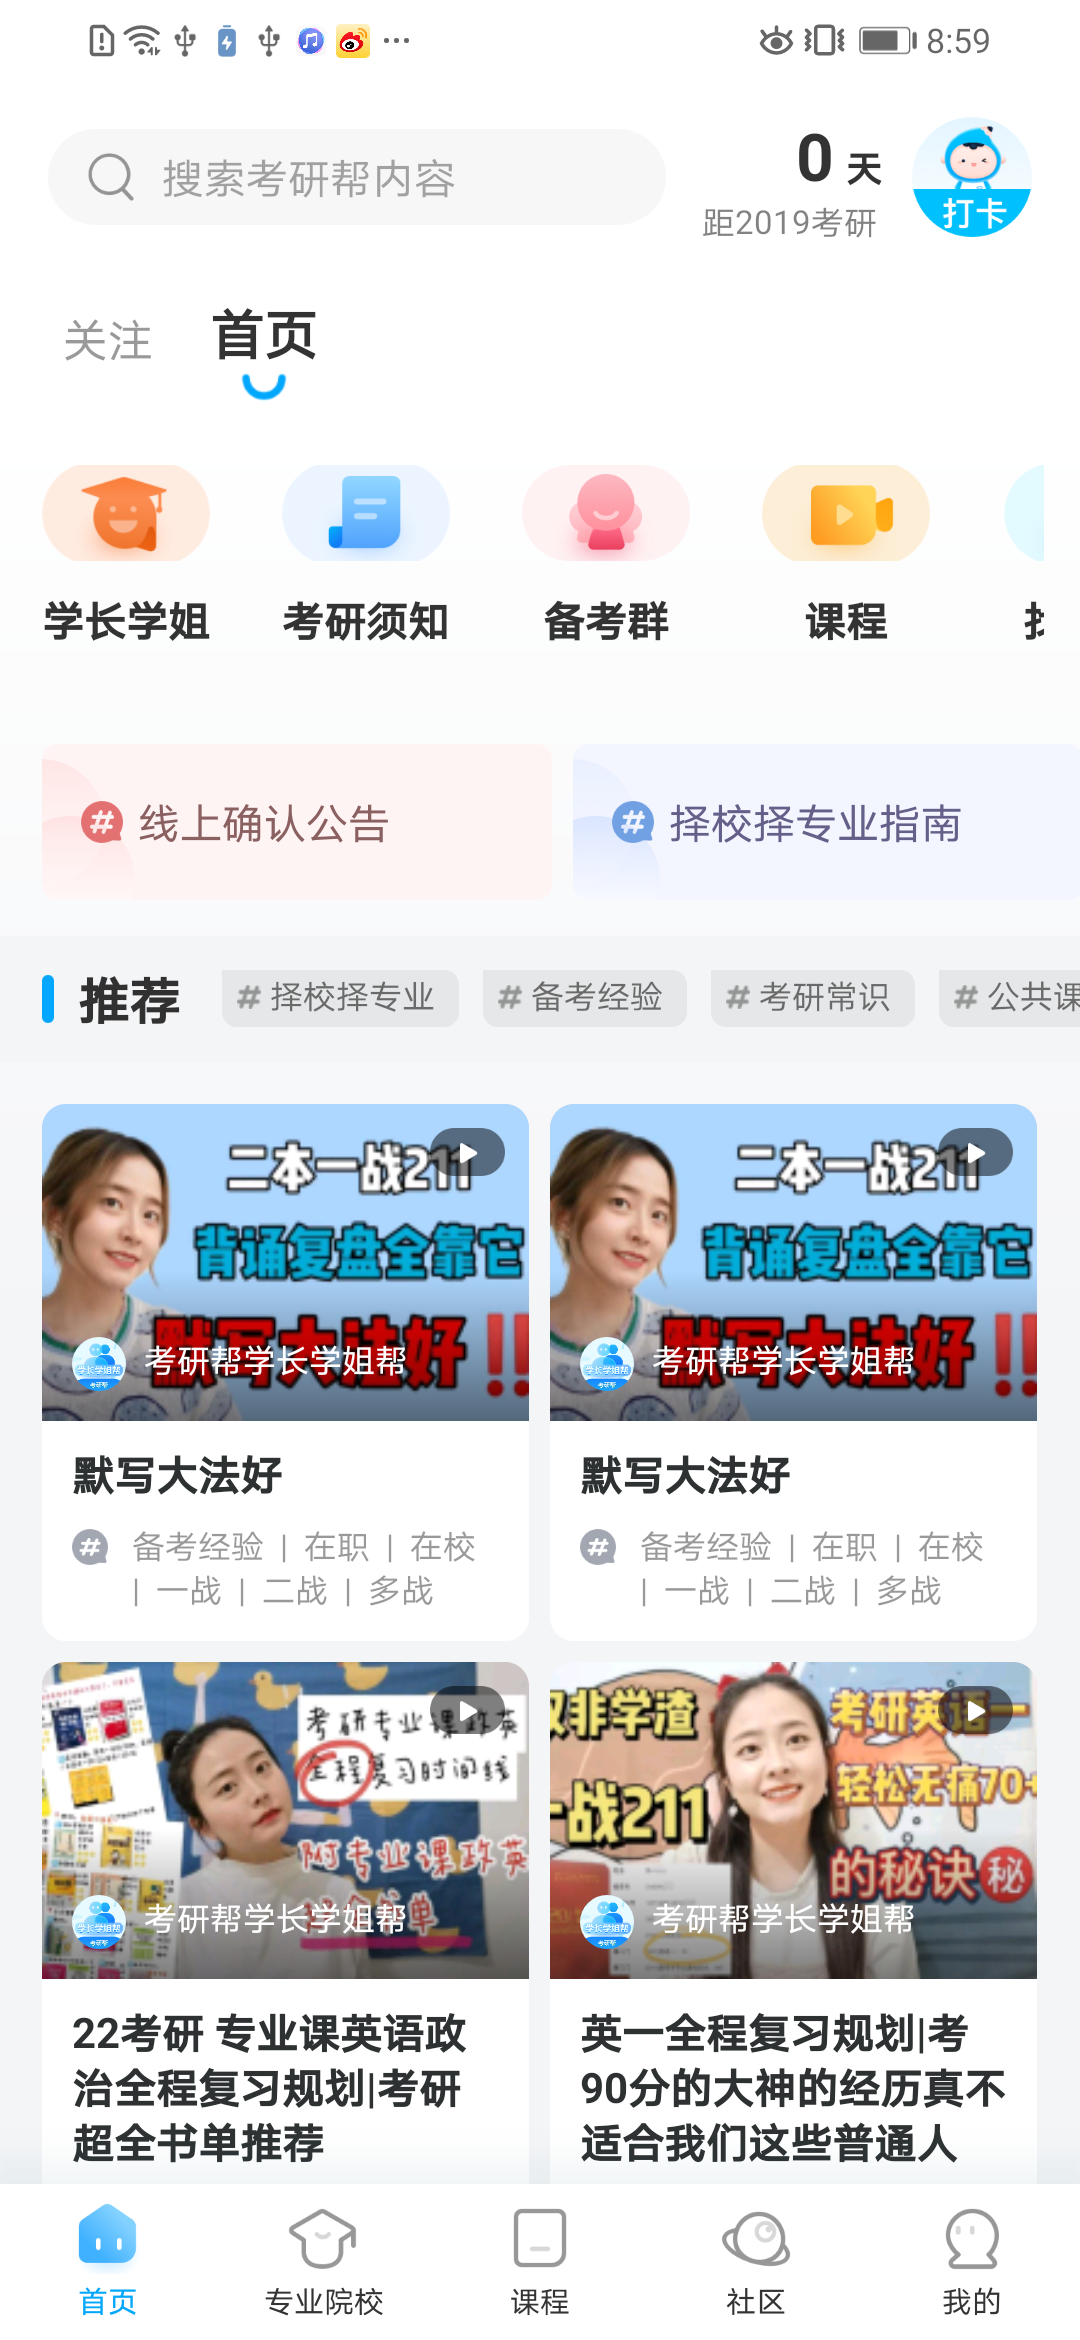 8:59
搜索考研帮内容
0 天
距2019考研
打卡
关注
首页
学长学姐
考研须知
备考群
课程
线上确认公告
择校择专业指南
推荐
# 择校择专业
# 备考经验
# 考研常识
# 公共课
二本一战211
背诵复盘全靠它
默写大法好!!
考研帮学长学姐帮
二本一战211
背诵复盘全靠它
默写大法好!!
考研帮学长学姐帮
默写大法好
备考经验 | 在职 | 在校
| 一战 | 二战 | 多战
默写大法好
备考经验 | 在职 | 在校
| 一战 | 二战 | 多战
考研专业课政英
全程复习时间线
附专业课政英
考研帮学长学姐帮
双非学渣
一战211
考研英语一
轻松无痛70+
的秘诀秘
考研帮学长学姐帮
22考研 专业课英语政
治全程复习规划|考研
超全书单推荐
英一全程复习规划|考
90分的大神的经历真不
适合我们这些普通人
首页
专业院校
课程
社区
我的